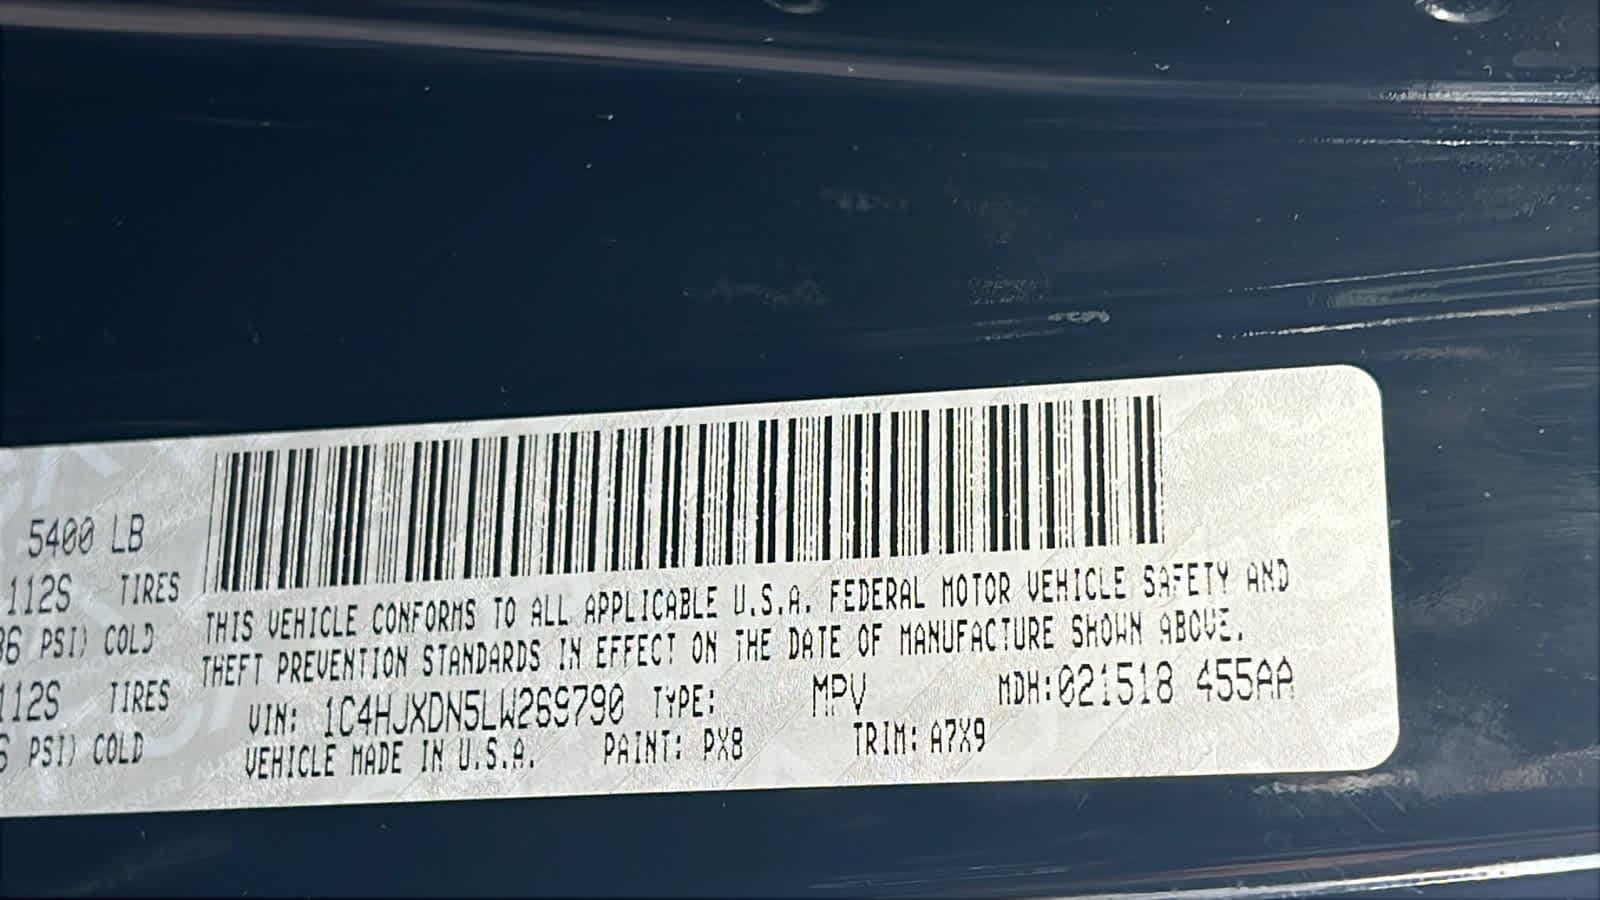 5400 LB
112S TIRES
36 PSI) COLD
112S TIRES
6 PSI) COLD
THIS VEHICLE CONFORMS TO ALL APPLICABLE U.S.A. FEDERAL MOTOR VEHICLE SAFETY AND
THEFT PREVENTION STANDARDS IN EFFECT ON THE DATE OF MANUFACTURE SHOWN ABOVE.
VIN: 1C4HJXDN5LW269790 TYPE: MPV MDH:021518 455AA
VEHICLE MADE IN U.S.A. PAINT: PX8 TRIM: A7X9